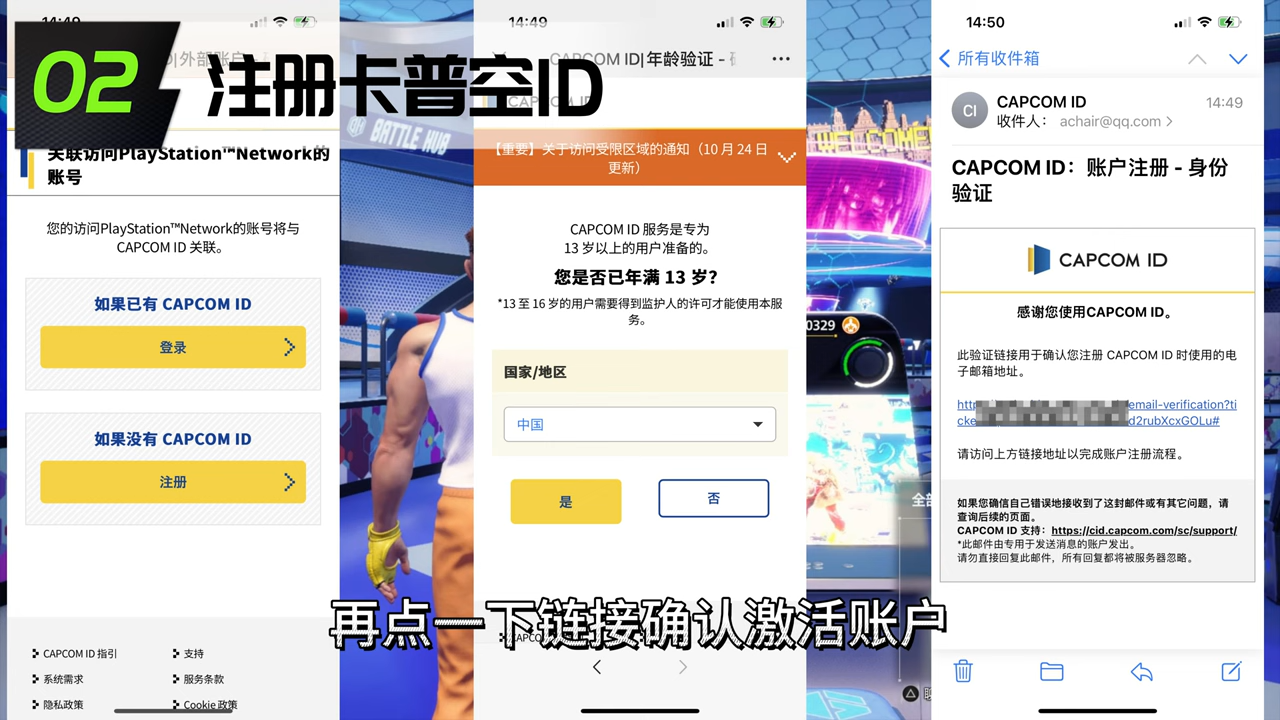 02
注册卡普空ID
14:49
外部账户
关联访问PlayStation™Network的
账号
您的访问PlayStation™Network的账号将与
CAPCOM ID 关联。
如果已有 CAPCOM ID
登录
如果没有 CAPCOM ID
注册
CAPCOM ID 指引
支持
系统需求
服务条款
隐私政策
Cookie 政策
BATTLE HUB
14:49
CAPCOM ID|年龄验证 -
CAPCOM ID
【重要】关于访问受限区域的通知（10 月 24 日
更新）
CAPCOM ID 服务是专为
13 岁以上的用户准备的。
您是否已年满 13 岁?
*13 至 16 岁的用户需要得到监护人的许可才能使用本服
务。
国家/地区
中国
是
否
WELCOME
0329
全部
14:50
所有收件箱
CI
CAPCOM ID
14:49
收件人： achair@qq.com
CAPCOM ID：账户注册 - 身份
验证
CAPCOM ID
感谢您使用CAPCOM ID。
此验证链接用于确认您注册 CAPCOM ID 时使用的电
子邮箱地址。
email-verification?ti
cke
d2rubXcxGOLu#
请访问上方链接地址以完成账户注册流程。
如果您确信自己错误地接收到了这封邮件或有其它问题，请
查询后续的页面。
CAPCOM ID 支持：https://cid.capcom.com/sc/support/
*此邮件由专用于发送消息的账户发出。
请勿直接回复此邮件，所有回复都将被服务器忽略。
再点一下链接确认激活账户